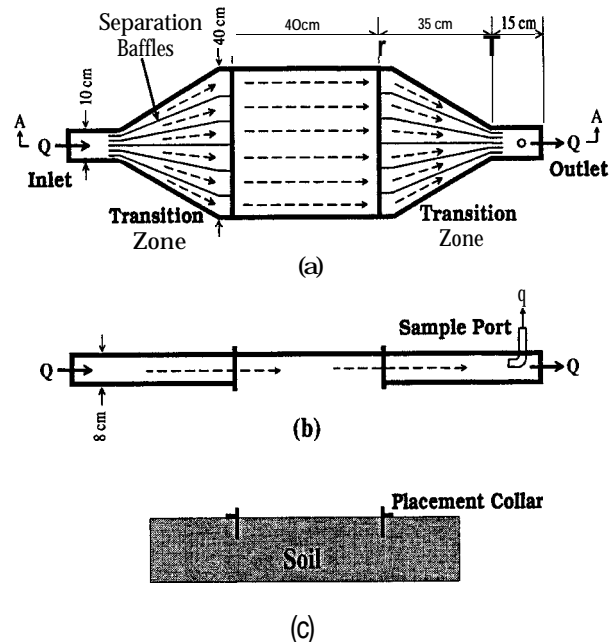 40cm 35 cm 15 cm
Separation
Baffles
40 cm
10 cm
r
T
A A
Q Q
Inlet Outlet
Transition Transition
Zone Zone
(a)
q
Sample Port
Q Q
8 cm
(b)
Placement Collar
Soil
(c)